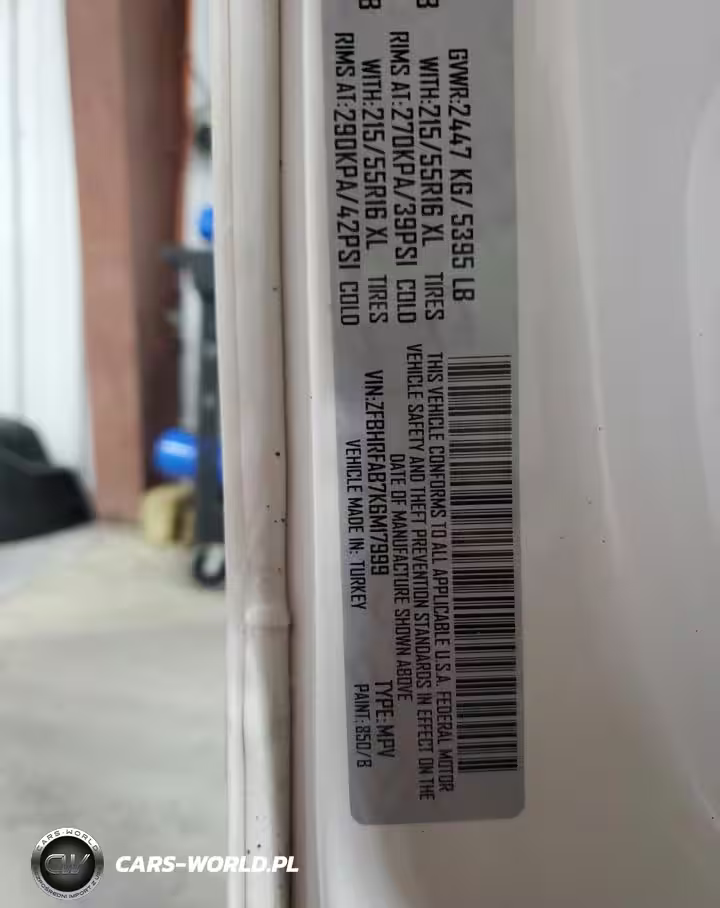 GVWR:2447 KG/ 5395 LB
WITH:215/55R16 XL TIRES
RIMS AT:270KPA/39PSI COLD
WITH:215/55R16 XL TIRES
RIMS AT:290KPA/42PSI COLD
THIS VEHICLE CONFORMS TO ALL APPLICABLE U.S.A. FEDERAL MOTOR
VEHICLE SAFETY AND THEFT PREVENTION STANDARDS IN EFFECT ON THE
DATE OF MANUFACTURE SHOWN ABOVE
VIN:ZFBHRFAB7K6M17999 TYPE:MPV
VEHICLE MADE IN: TURKEY PAINT:850/B
CARS-WORLD
CW
CARS-WORLD.PL